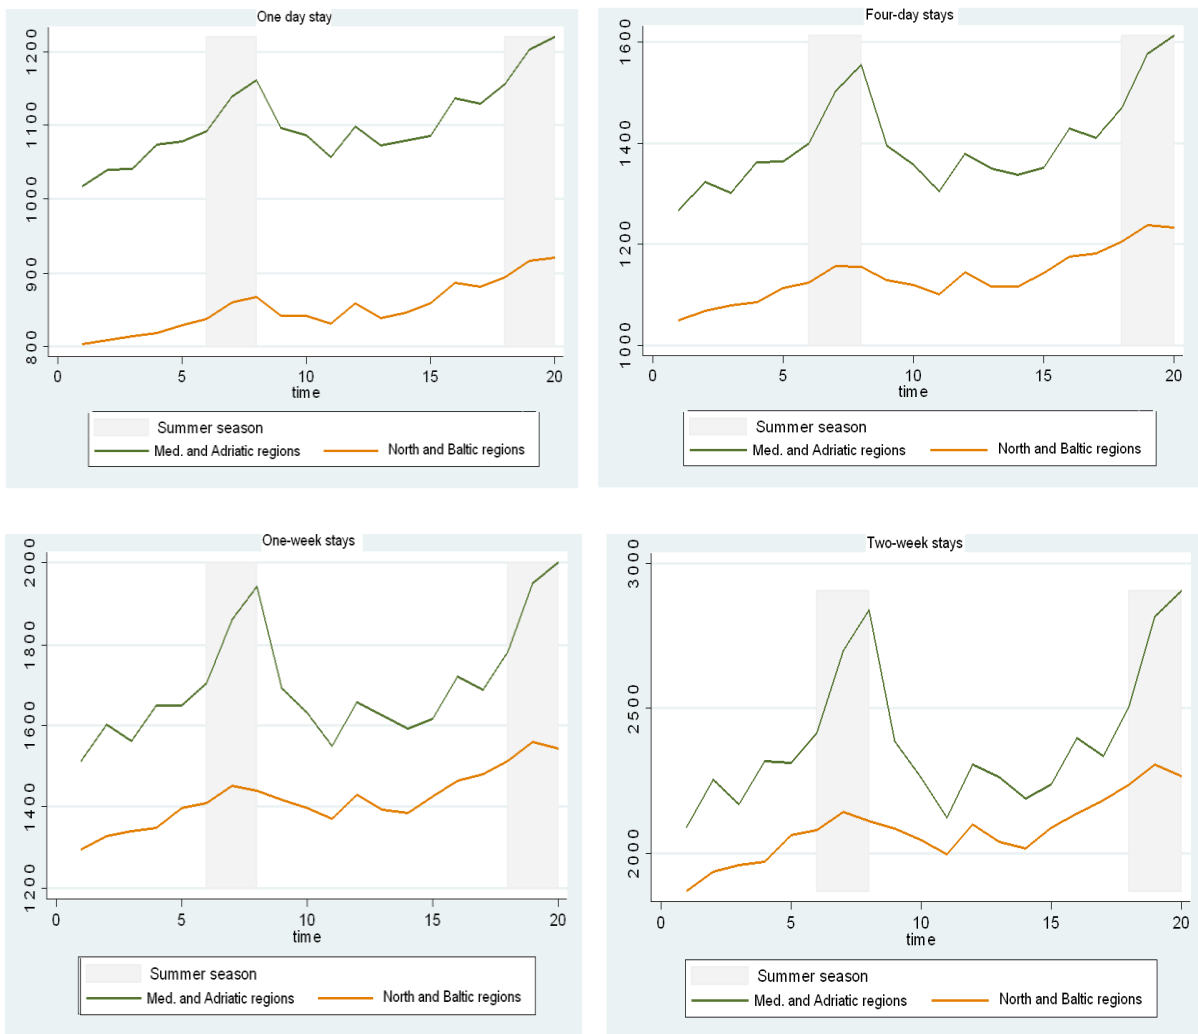 One day stay
1200
1100
1000
900
800
0 5 10 15 20
time
Summer season
Med. and Adriatic regions North and Baltic regions
Four-day stays
1600
1400
1200
1000
0 5 10 15 20
time
Summer season
Med. and Adriatic regions North and Baltic regions
One-week stays
2000
1800
1600
1400
1200
0 5 10 15 20
time
Summer season
Med. and Adriatic regions North and Baltic regions
Two-week stays
3000
2500
2000
0 5 10 15 20
time
Summer season
Med. and Adriatic regions North and Baltic regions